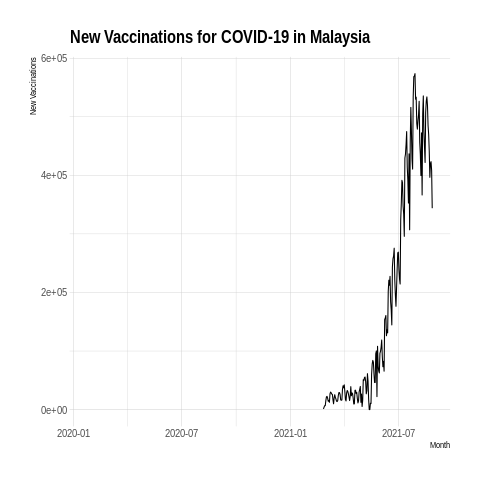 New Vaccinations for COVID-19 in Malaysia
New Vaccinations
6e+05
4e+05
2e+05
0e+00
2020-01 2020-07 2021-01 2021-07
Month